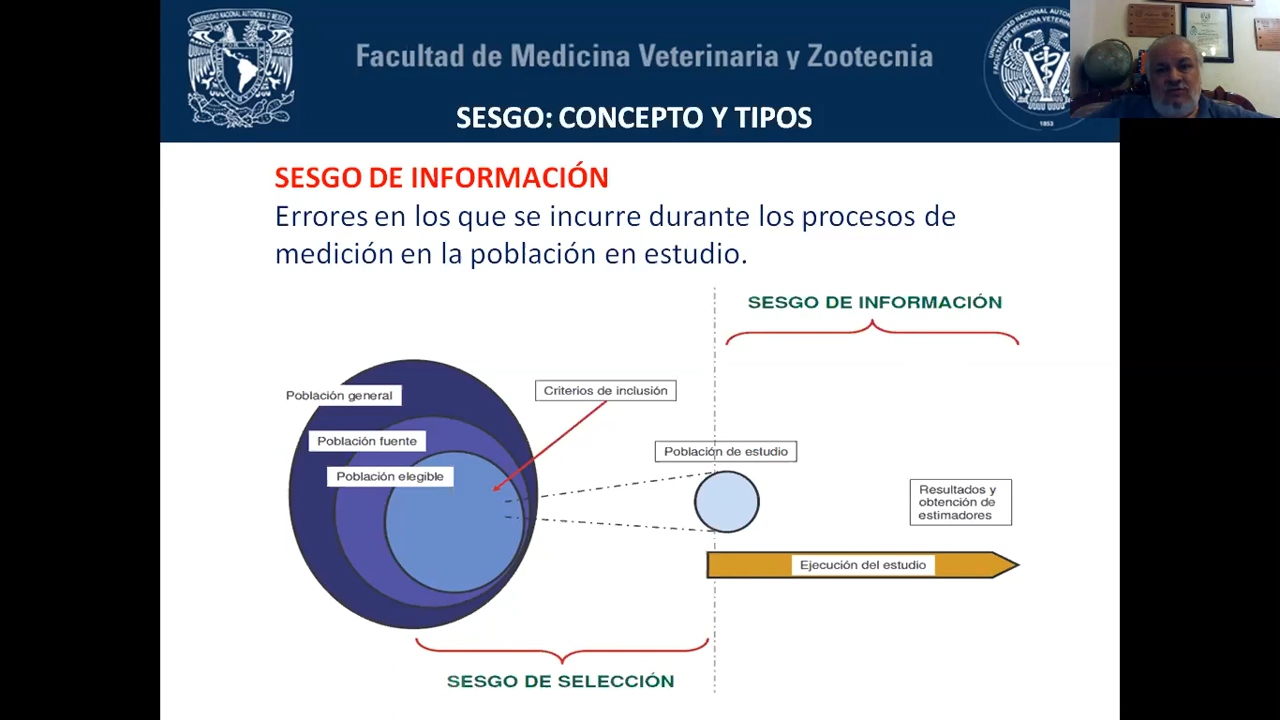 Facultad de Medicina Veterinaria y Zootecnia
SESGO: CONCEPTO Y TIPOS
1853
SESGO DE INFORMACIÓN
Errores en los que se incurre durante los procesos de
medición en la población en estudio.
SESGO DE INFORMACIÓN
Población general
Criterios de inclusión
Población fuente
Población de estudio
Población elegible
Resultados y
obtención de
estimadores
Ejecución del estudio
SESGO DE SELECCIÓN